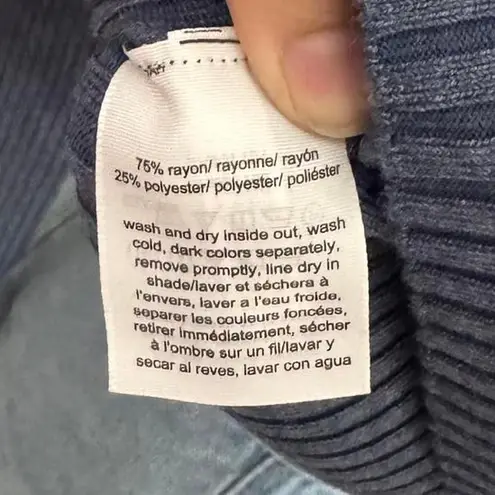 75% rayon/ rayonne/ rayón
25% polyester/ polyester/ poliéster
wash and dry inside out, wash
cold, dark colors separately,
remove promptly, line dry in
shade/laver et séchera à
l'envers, laver a l'eau froide,
separer les couleurs foncées,
retirer immédiatement, sécher
à l'ombre sur un fil/lavar y
secar al reves, lavar con agua